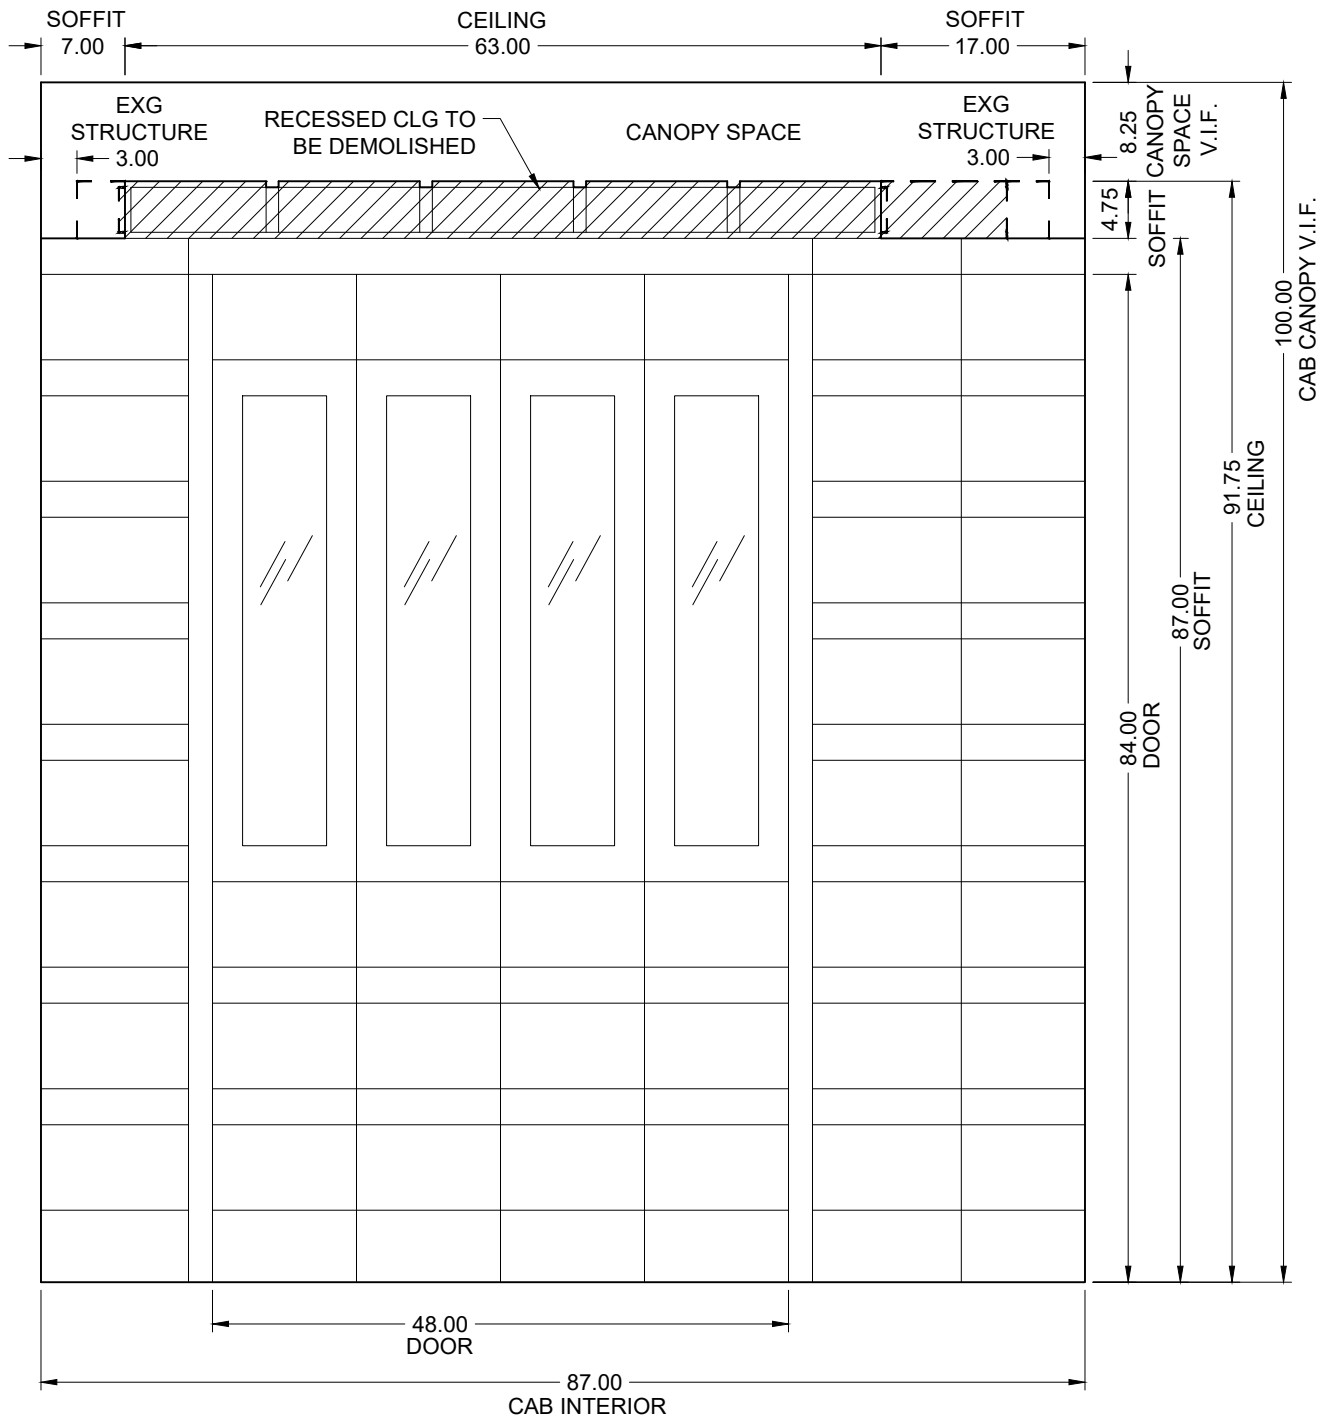 SOFFIT
7.00
CEILING
63.00
SOFFIT
17.00
EXG
STRUCTURE
3.00
RECESSED CLG TO
BE DEMOLISHED
CANOPY SPACE
EXG
STRUCTURE
3.00
8.25
CANOPY
SPACE
V.I.F.
4.75
SOFFIT
100.00
CAB CANOPY V.I.F.
91.75
CEILING
87.00
SOFFIT
84.00
DOOR
48.00
DOOR
87.00
CAB INTERIOR